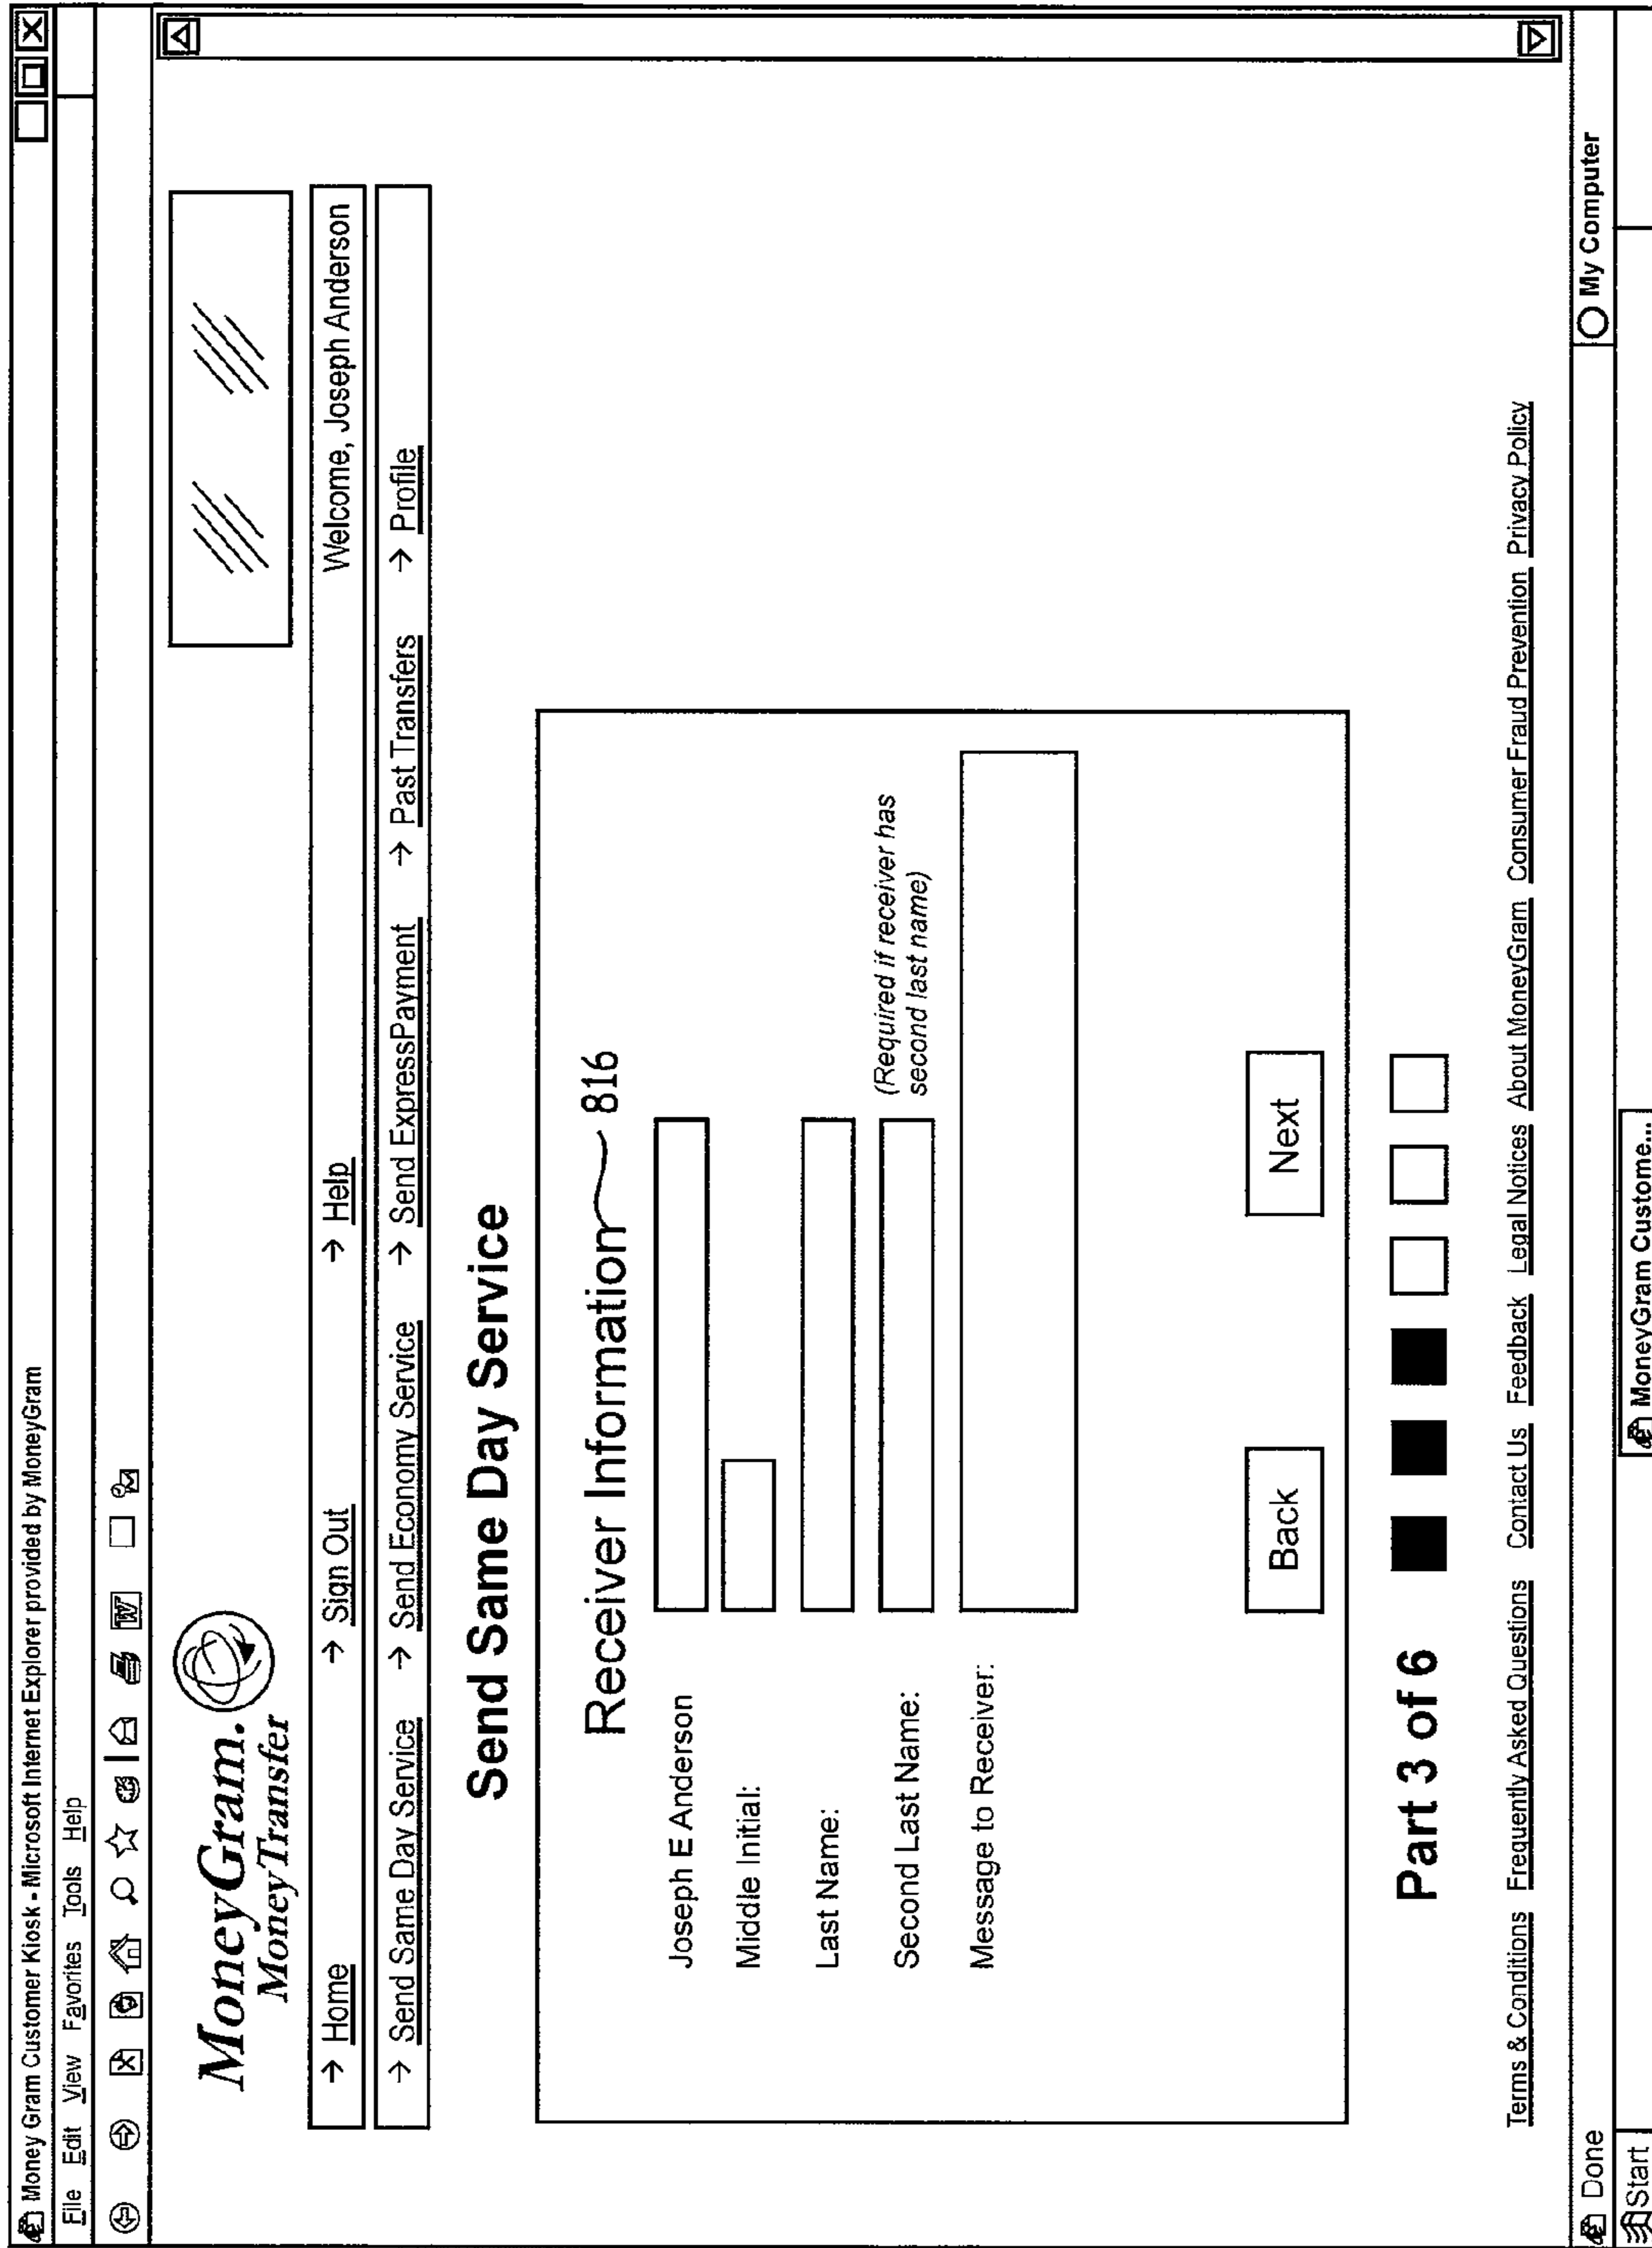 Money Gram Customer Kiosk - Microsoft Internet Explorer provided by MoneyGram
File Edit View Favorites Tools Help
W
MoneyGram.
MoneyTransfer
→ Home → Sign Out → Help Welcome, Joseph Anderson
→ Send Same Day Service → Send Economy Service → Send ExpressPayment → Past Transfers → Profile
Send Same Day Service
Receiver Information 816
Joseph E Anderson
Middle Initial:
Last Name:
Second Last Name: (Required if receiver has
second last name)
Message to Receiver:
Back Next
Part 3 of 6
Terms & Conditions Frequently Asked Questions Contact Us Feedback Legal Notices About MoneyGram Consumer Fraud Prevention Privacy Policy
Done My Computer
Start MoneyGram Custome...